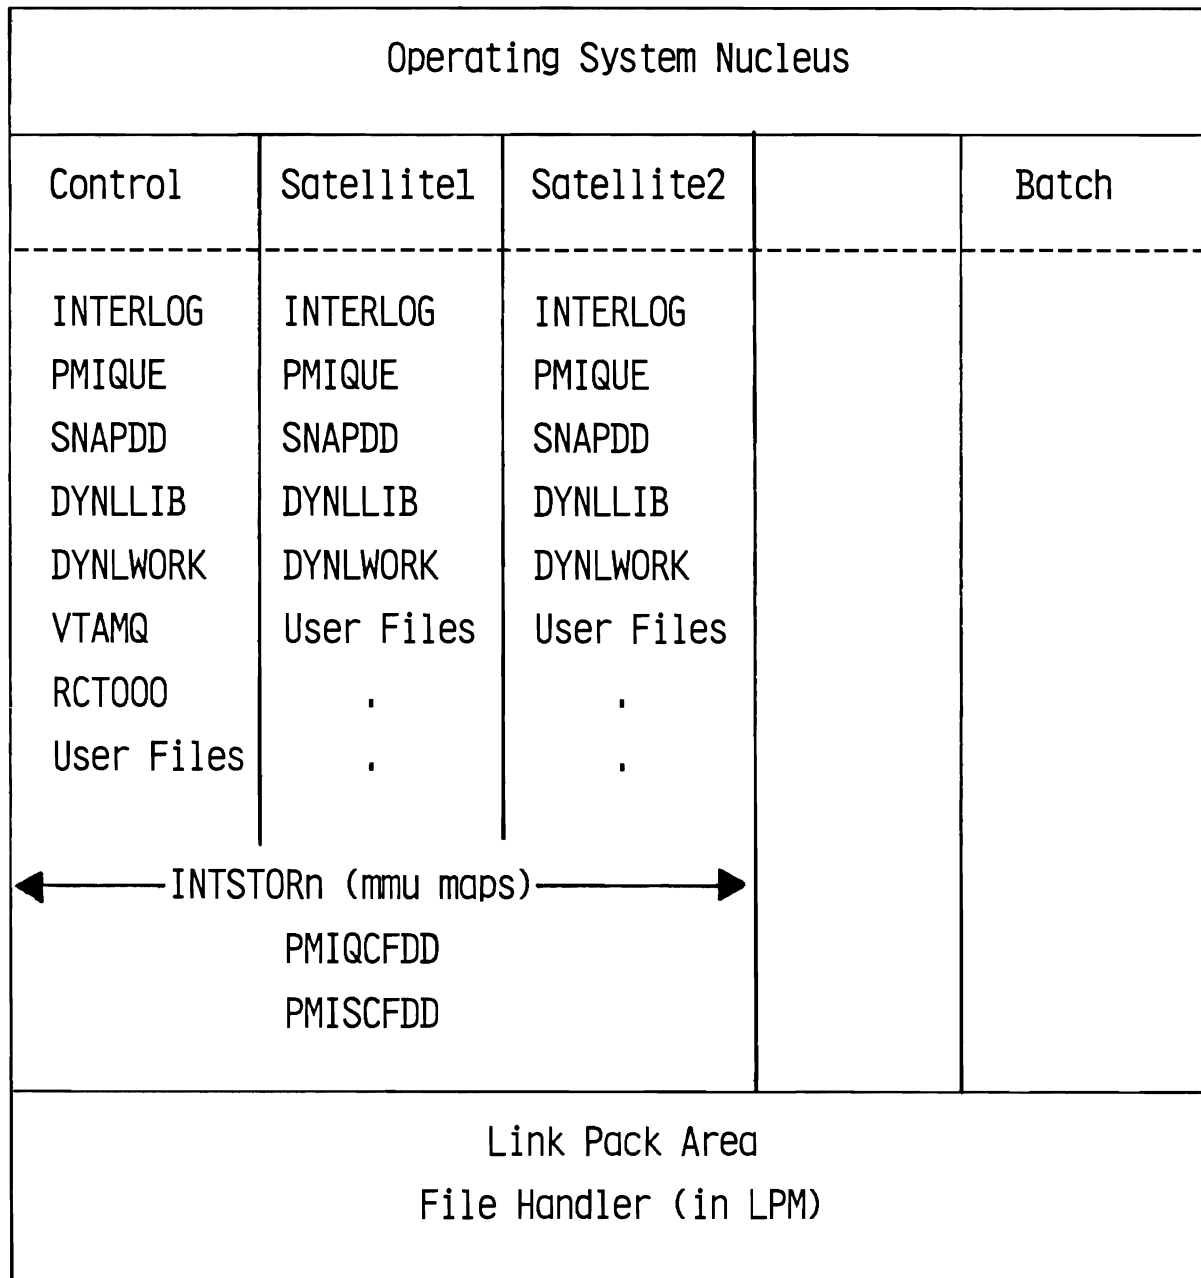 Operating System Nucleus
Control Satellite1 Satellite2 Batch
INTERLOG INTERLOG INTERLOG
PMIQUE PMIQUE PMIQUE
SNAPDD SNAPDD SNAPDD
DYNLLIB DYNLLIB DYNLLIB
DYNLWORK DYNLWORK DYNLWORK
VTAMQ User Files User Files
RCT000 . .
User Files . .
INTSTORn (mmu maps)
PMIQCFDD
PMISCFDD
Link Pack Area
File Handler (in LPM)